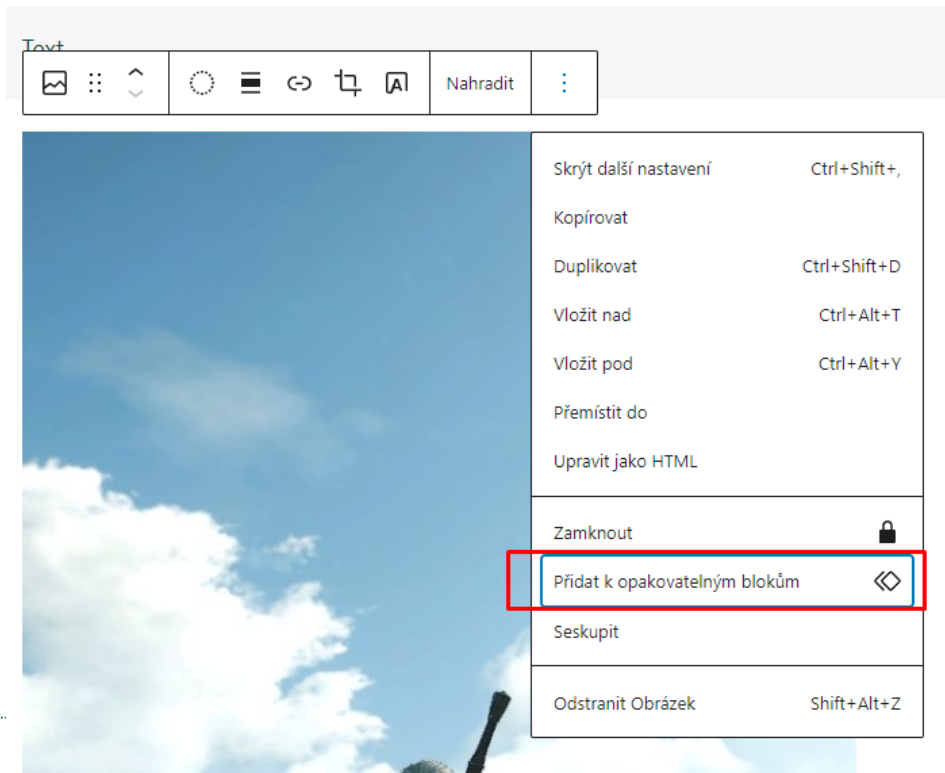 Text
Nahradit
Skrýt další nastavení Ctrl+Shift+,
Kopírovat
Duplikovat Ctrl+Shift+D
Vložit nad Ctrl+Alt+T
Vložit pod Ctrl+Alt+Y
Přemístit do
Upravit jako HTML
Zamknout
Přidat k opakovatelným blokům
Seskupit
Odstranit Obrázek Shift+Alt+Z